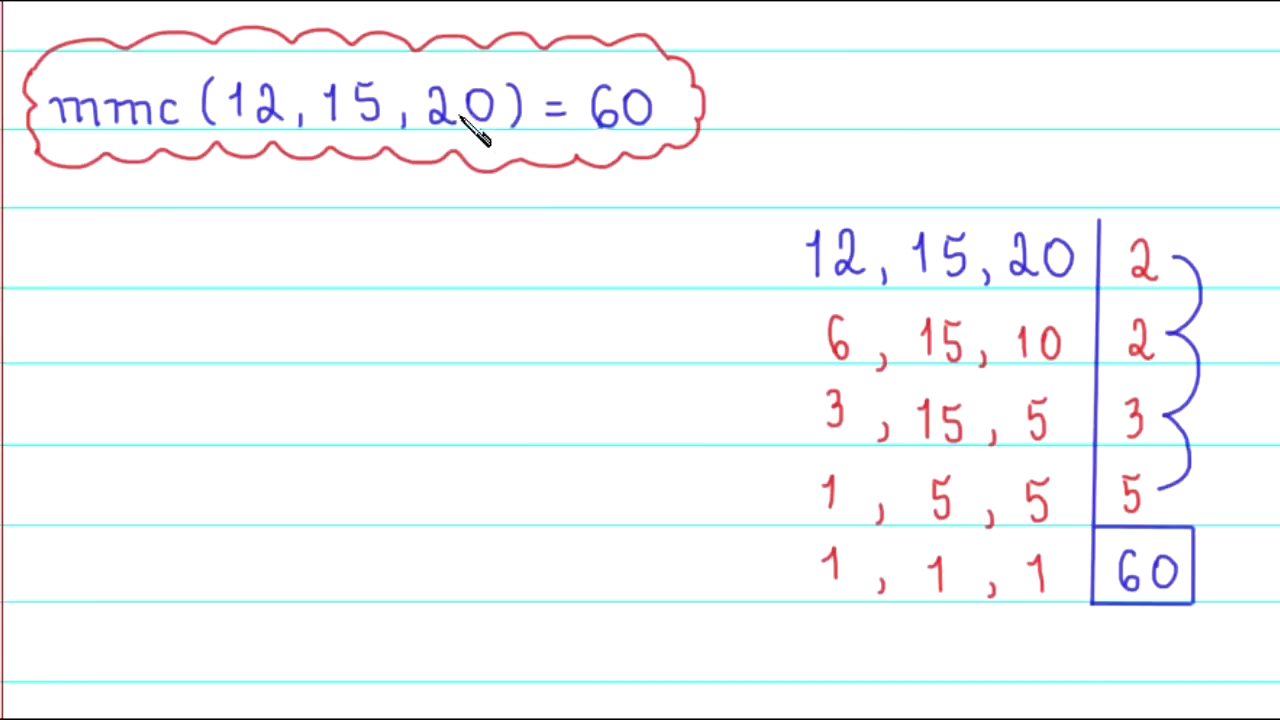 mmc (12, 15, 20) = 60
12, 15, 20 | 2
6, 15, 10 | 2
3, 15, 5 | 3
1, 5, 5 | 5
1, 1, 1 | 60